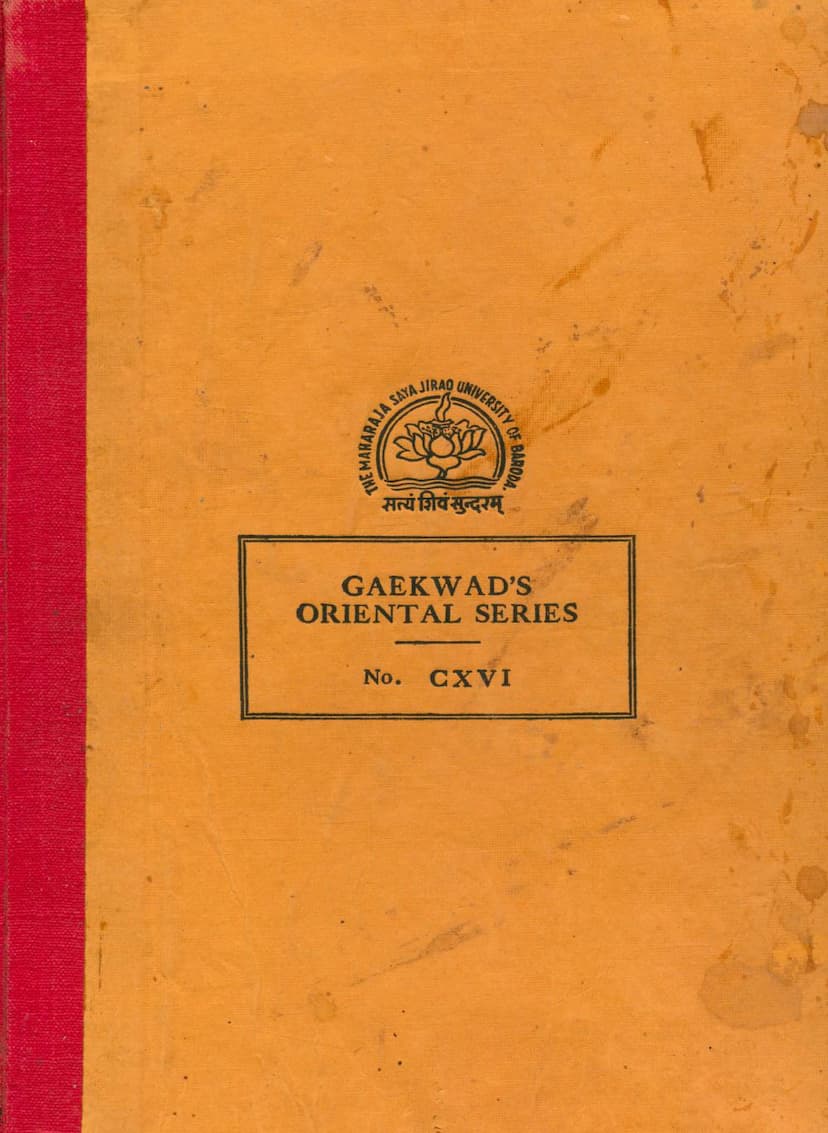 THE MAHARAJA SAYAJIRAO UNIVERSITY OF BARODA.
सत्यं शिवं सुन्दरम्
GAEKWAD'S
ORIENTAL SERIES
No. CXVI